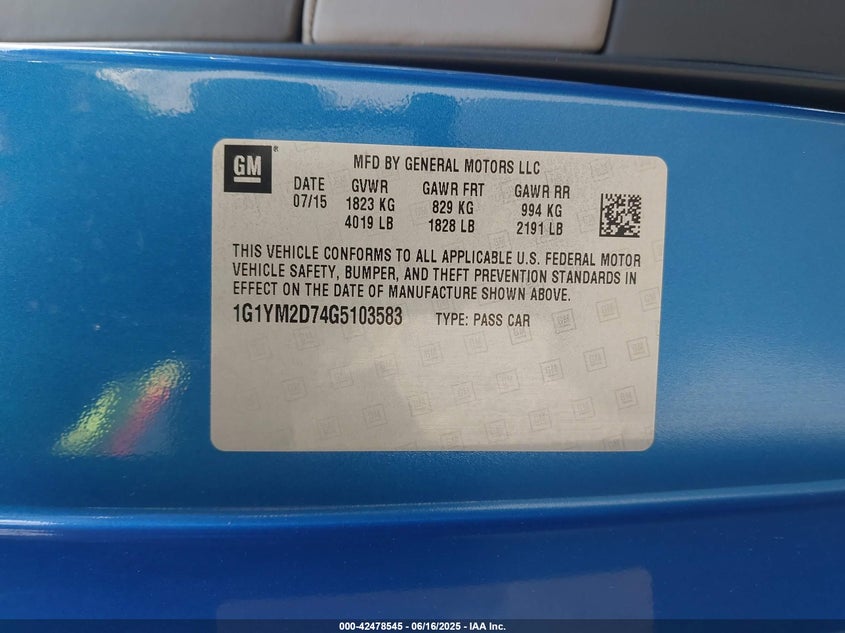 GM
MFD BY GENERAL MOTORS LLC
DATE GVWR GAWR FRT GAWR RR
07/15 1823 KG 829 KG 994 KG
4019 LB 1828 LB 2191 LB
THIS VEHICLE CONFORMS TO ALL APPLICABLE U.S. FEDERAL MOTOR
VEHICLE SAFETY, BUMPER, AND THEFT PREVENTION STANDARDS IN
EFFECT ON THE DATE OF MANUFACTURE SHOWN ABOVE.
1G1YM2D74G5103583 TYPE: PASS CAR
000-42478545 - 06/16/2025 - IAA Inc.